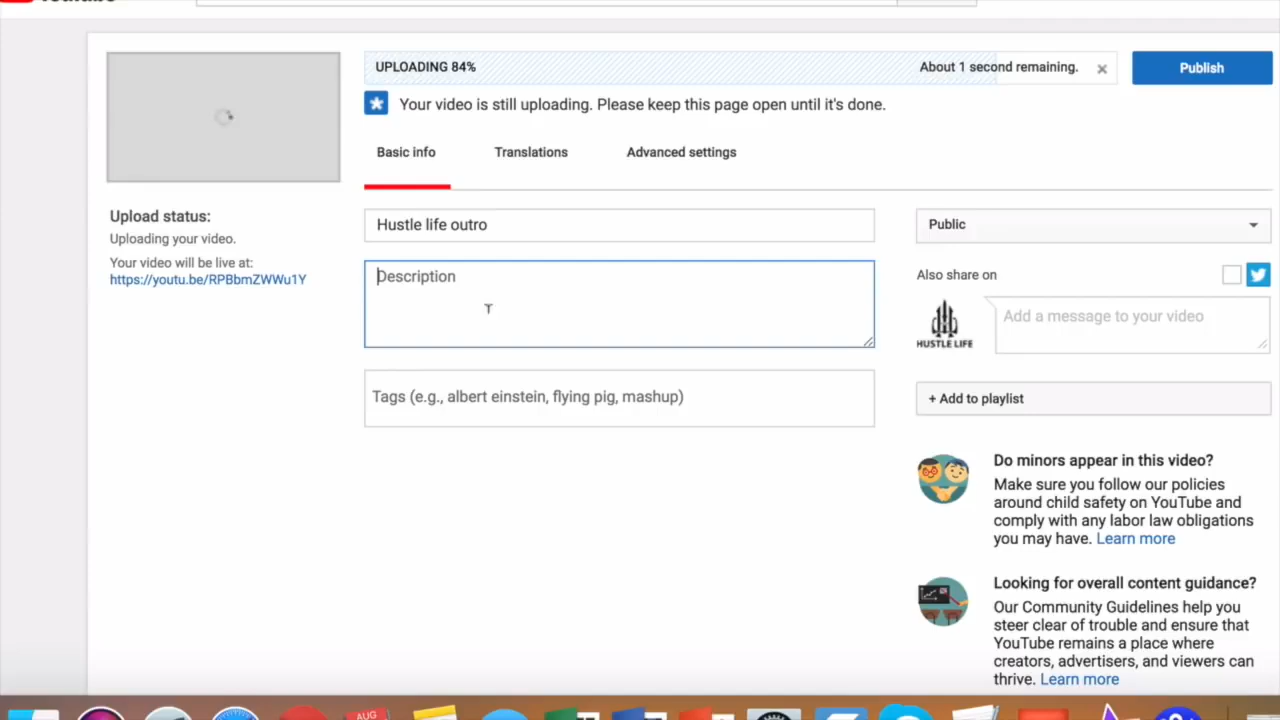 UPLOADING 84%
About 1 second remaining.
Publish
Your video is still uploading. Please keep this page open until it's done.
Basic info
Translations
Advanced settings
Upload status:
Uploading your video.
Your video will be live at:
https://youtu.be/RPBbmZWWu1Y
Hustle life outro
Description
Tags (e.g., albert einstein, flying pig, mashup)
Public
Also share on
HUSTLE LIFE
Add a message to your video
+ Add to playlist
Do minors appear in this video?
Make sure you follow our policies
around child safety on YouTube and
comply with any labor law obligations
you may have. Learn more
Looking for overall content guidance?
Our Community Guidelines help you
steer clear of trouble and ensure that
YouTube remains a place where
creators, advertisers, and viewers can
thrive. Learn more
AUG